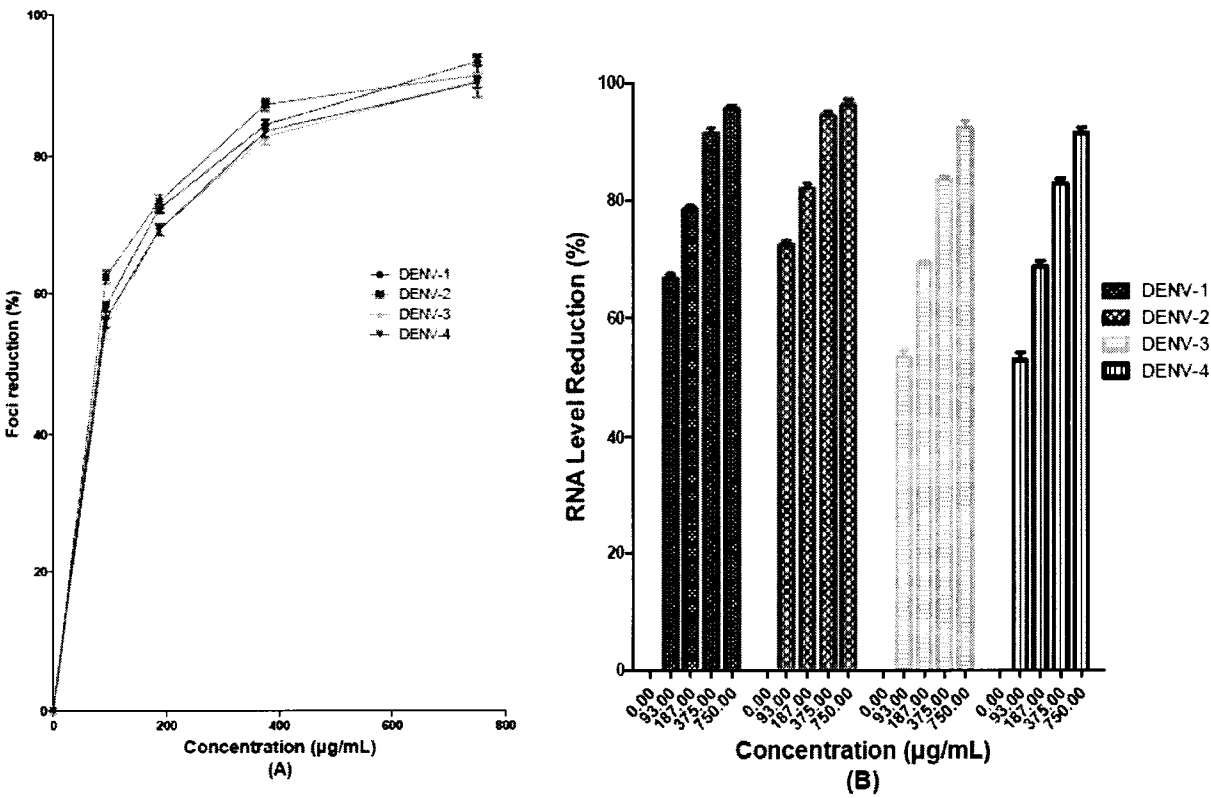 100
80
60
40
20
0
Foci reduction (%)
DENV-1
DENV-2
DENV-3
DENV-4
0
200
400
600
800
Concentration (µg/mL)
(A)
100
80
60
40
20
0
RNA Level Reduction (%)
DENV-1
DENV-2
DENV-3
DENV-4
0.00
93.00
187.00
375.00
750.00
0.00
93.00
187.00
375.00
750.00
0.00
93.00
187.00
375.00
750.00
0.00
93.00
187.00
375.00
750.00
Concentration (µg/mL)
(B)